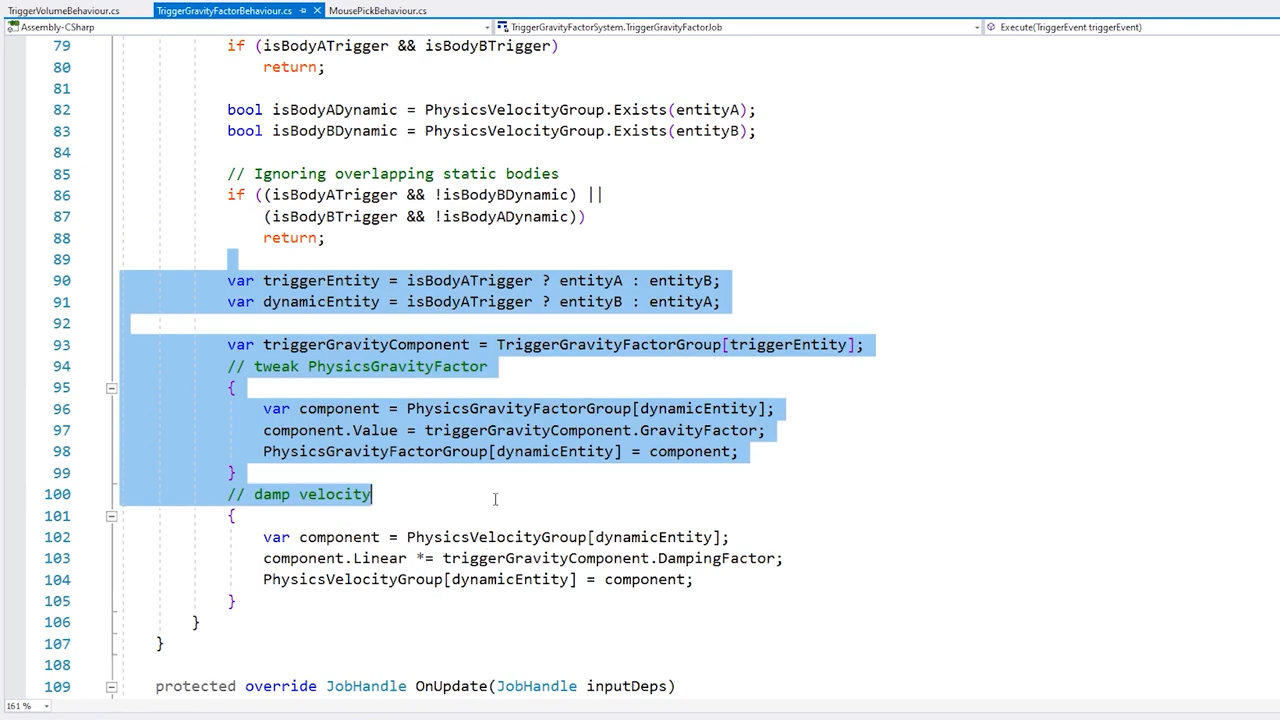 TriggerVolumeBehaviour.cs TriggerGravityFactorBehaviour.cs MousePickBehaviour.cs
Assembly-CSharp TriggerGravityFactorSystem.TriggerGravityFactorJob Execute(TriggerEvent triggerEvent)
79 if (isBodyATrigger && isBodyBTrigger)
80 return;
81
82 bool isBodyADynamic = PhysicsVelocityGroup.Exists(entityA);
83 bool isBodyBDynamic = PhysicsVelocityGroup.Exists(entityB);
84
85 // Ignoring overlapping static bodies
86 if ((isBodyATrigger && !isBodyBDynamic) ||
87 (isBodyBTrigger && !isBodyADynamic))
88 return;
89
90 var triggerEntity = isBodyATrigger ? entityA : entityB;
91 var dynamicEntity = isBodyATrigger ? entityB : entityA;
92
93 var triggerGravityComponent = TriggerGravityFactorGroup[triggerEntity];
94 // tweak PhysicsGravityFactor
95 {
96 var component = PhysicsGravityFactorGroup[dynamicEntity];
97 component.Value = triggerGravityComponent.GravityFactor;
98 PhysicsGravityFactorGroup[dynamicEntity] = component;
99 }
100 // damp velocity
101 {
102 var component = PhysicsVelocityGroup[dynamicEntity];
103 component.Linear *= triggerGravityComponent.DampingFactor;
104 PhysicsVelocityGroup[dynamicEntity] = component;
105 }
106 }
107 }
108
109 protected override JobHandle OnUpdate(JobHandle inputDeps)
161 %